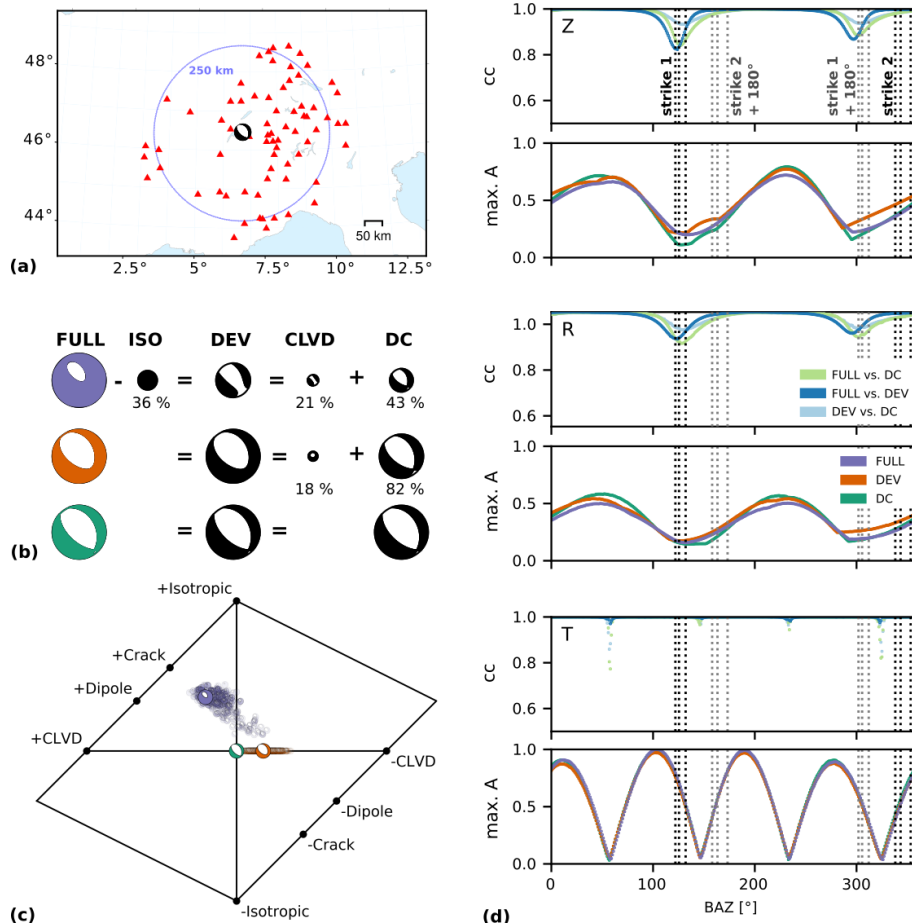 48°
46°
44°
250 km
50 km
2.5°
5°
7.5°
10°
12.5°
(a)
FULL ISO DEV CLVD DC
- = = +
36 % 21 % 43 %
= = +
18 % 82 %
= =
(b)
+Isotropic
+Crack
+Dipole
+CLVD
-CLVD
-Dipole
-Crack
-Isotropic
(c)
Z
cc
1.0
0.8
0.6
strike 1
strike 2
+ 180°
strike 1
+ 180°
strike 2
max. A
1.0
0.5
0.0
R
cc
1.0
0.8
0.6
FULL vs. DC
FULL vs. DEV
DEV vs. DC
max. A
1.0
0.5
0.0
FULL
DEV
DC
T
cc
1.0
0.8
0.6
max. A
1.0
0.5
0.0
0 100 200 300
BAZ [°]
(d)